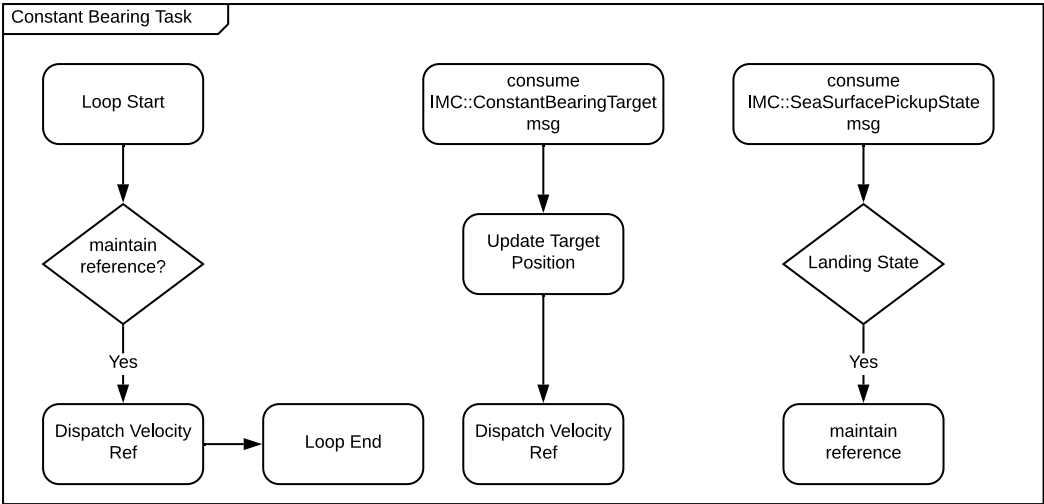 Constant Bearing Task
Loop Start
maintain
reference?
Yes
Dispatch Velocity
Ref
Loop End
consume
IMC::ConstantBearingTarget
msg
Update Target
Position
Dispatch Velocity
Ref
consume
IMC::SeaSurfacePickupState
msg
Landing State
Yes
maintain
reference